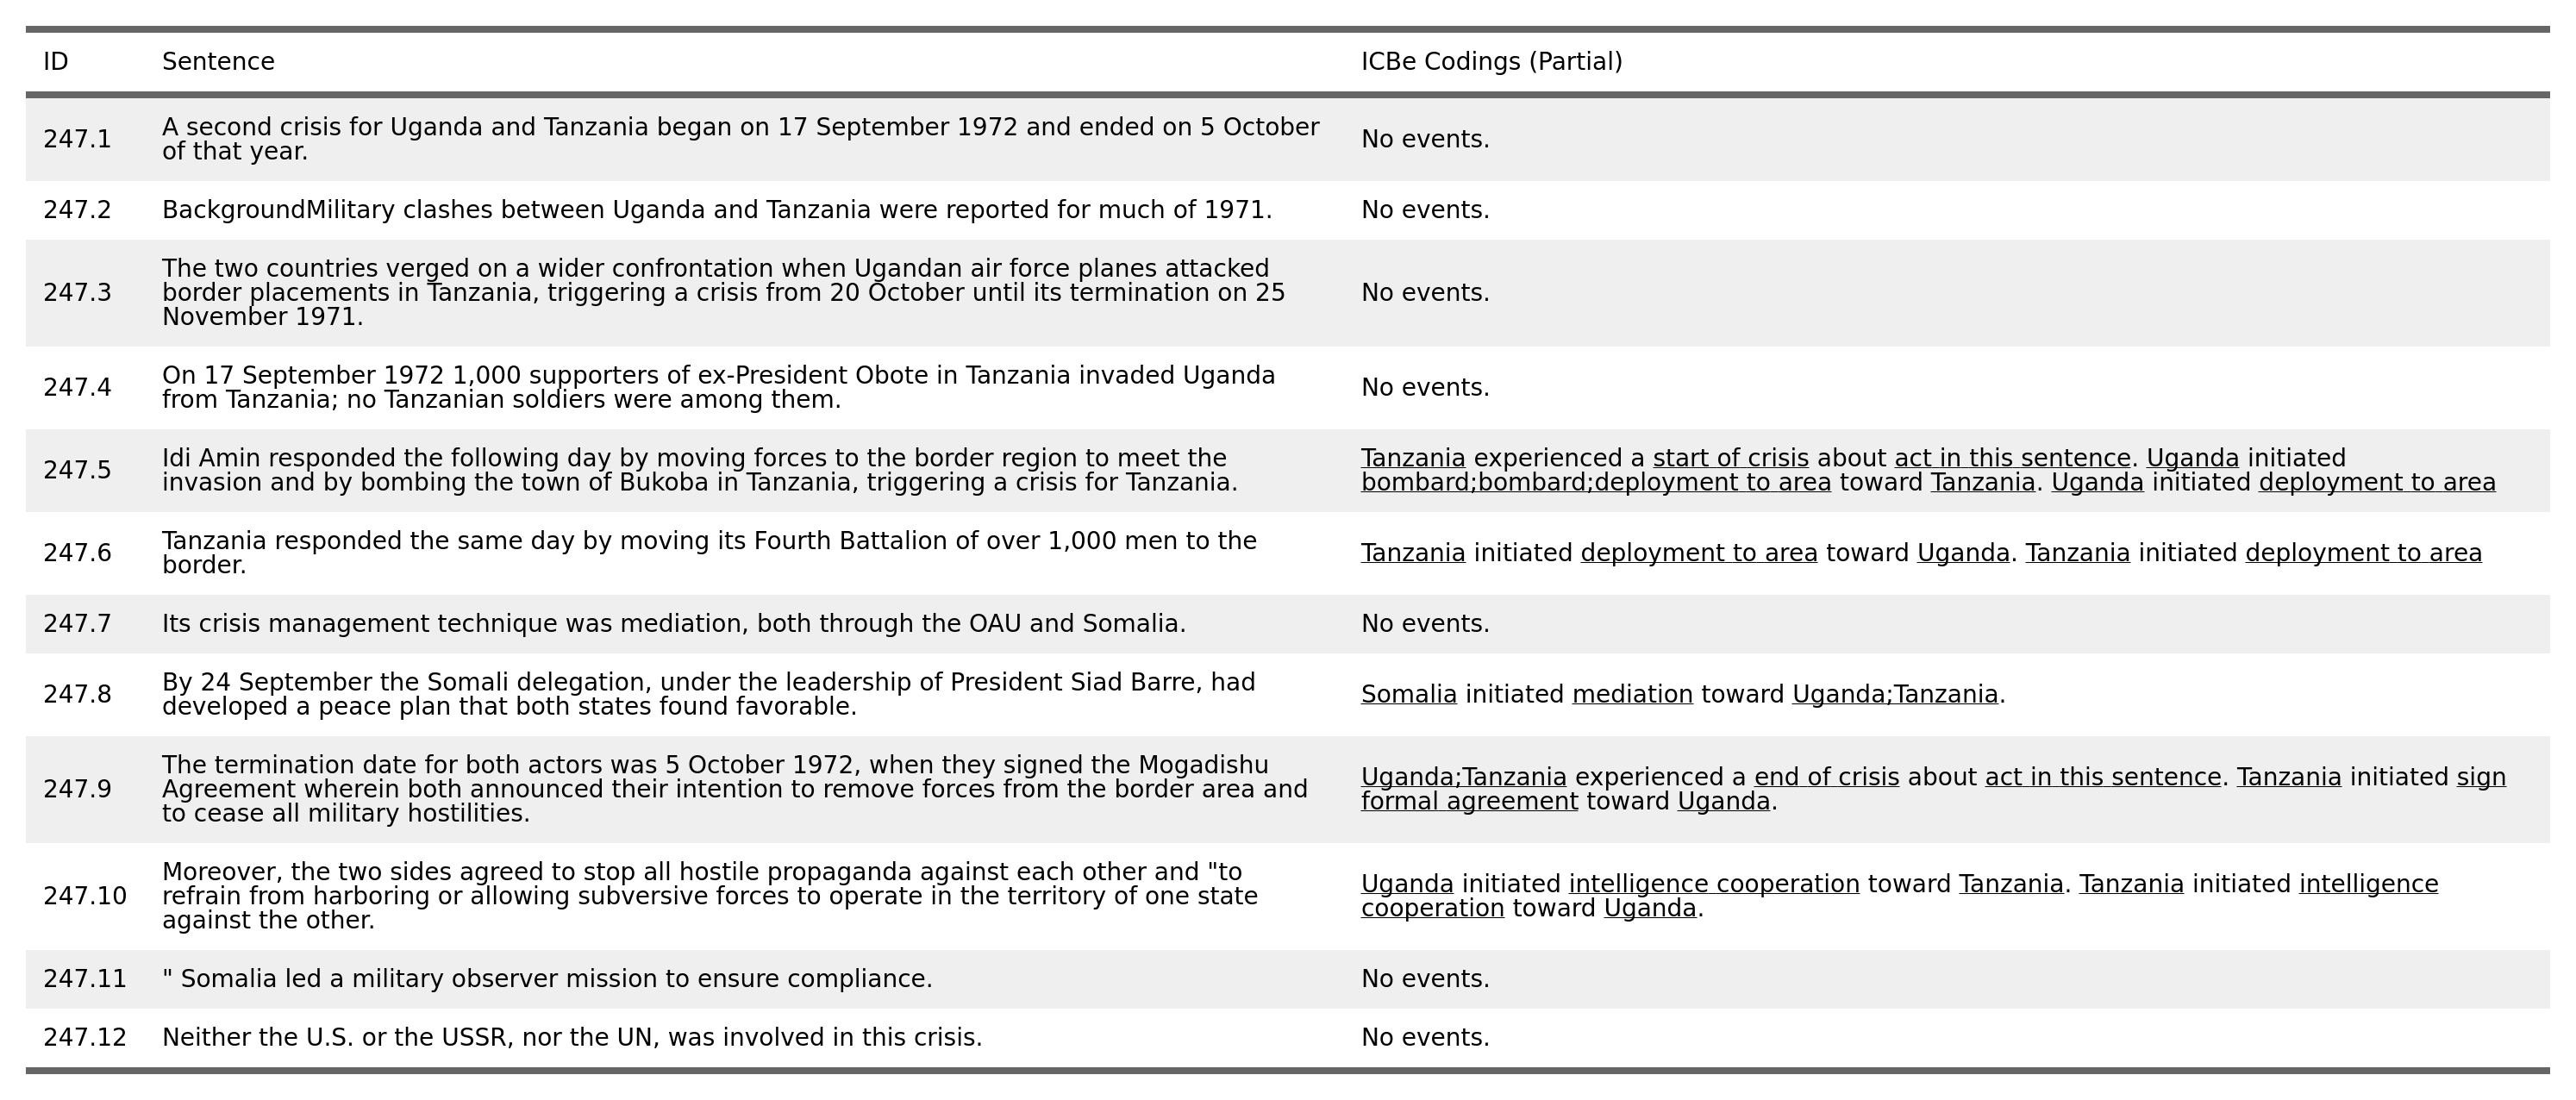 ID Sentence ICBe Codings (Partial)
247.1 A second crisis for Uganda and Tanzania began on 17 September 1972 and ended on 5 October
of that year. No events.
247.2 BackgroundMilitary clashes between Uganda and Tanzania were reported for much of 1971. No events.
247.3 The two countries verged on a wider confrontation when Ugandan air force planes attacked
border placements in Tanzania, triggering a crisis from 20 October until its termination on 25
November 1971. No events.
247.4 On 17 September 1972 1,000 supporters of ex-President Obote in Tanzania invaded Uganda
from Tanzania; no Tanzanian soldiers were among them. No events.
247.5 Idi Amin responded the following day by moving forces to the border region to meet the
invasion and by bombing the town of Bukoba in Tanzania, triggering a crisis for Tanzania.
Tanzania experienced a start of crisis about act in this sentence. Uganda initiated
bombard;bombard;deployment to area toward Tanzania. Uganda initiated deployment to area
247.6 Tanzania responded the same day by moving its Fourth Battalion of over 1,000 men to the
border.
Tanzania initiated deployment to area toward Uganda. Tanzania initiated deployment to area
247.7 Its crisis management technique was mediation, both through the OAU and Somalia. No events.
247.8 By 24 September the Somali delegation, under the leadership of President Siad Barre, had
developed a peace plan that both states found favorable.
Somalia initiated mediation toward Uganda;Tanzania.
247.9 The termination date for both actors was 5 October 1972, when they signed the Mogadishu
Agreement wherein both announced their intention to remove forces from the border area and
to cease all military hostilities.
Uganda;Tanzania experienced a end of crisis about act in this sentence. Tanzania initiated sign
formal agreement toward Uganda.
247.10 Moreover, the two sides agreed to stop all hostile propaganda against each other and "to
refrain from harboring or allowing subversive forces to operate in the territory of one state
against the other.
Uganda initiated intelligence cooperation toward Tanzania. Tanzania initiated intelligence
cooperation toward Uganda.
247.11 " Somalia led a military observer mission to ensure compliance. No events.
247.12 Neither the U.S. or the USSR, nor the UN, was involved in this crisis. No events.